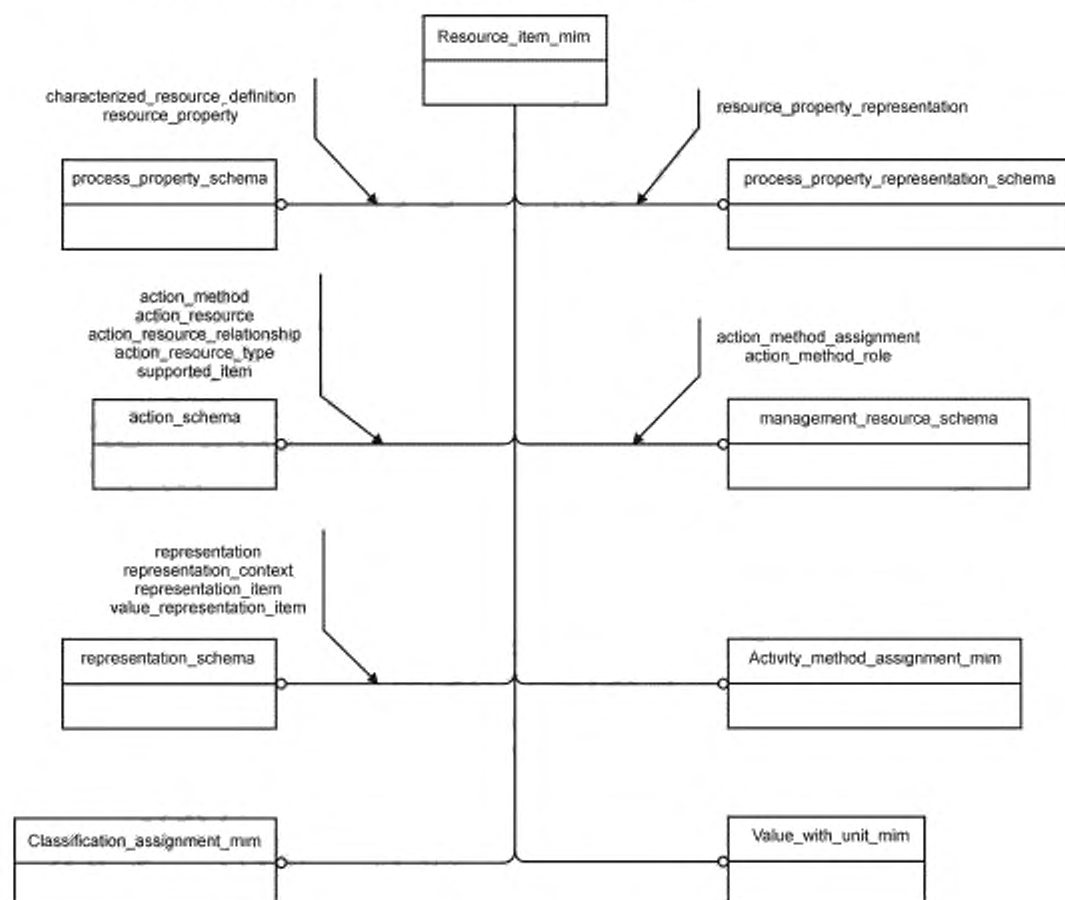 Resource_item_mim
characterized_resource_definition
resource_property
resource_property_representation
process_property_schema
process_property_representation_schema
action_method
action_resource
action_resource_relationship
action_resource_type
supported_item
action_method_assignment
action_method_role
action_schema
management_resource_schema
representation
representation_context
representation_item
value_representation_item
representation_schema
Activity_method_assignment_mim
Classification_assignment_mim
Value_with_unit_mim